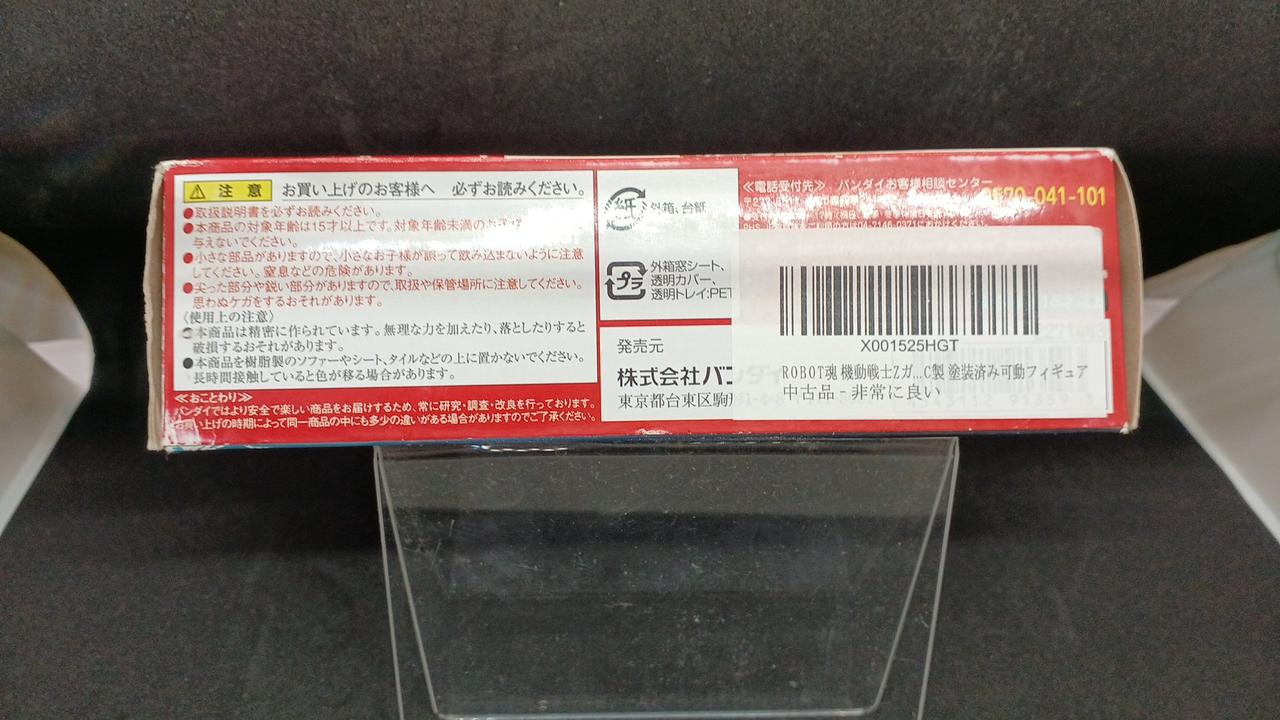 注意 お買い上げのお客様へ 必ずお読みください。
●取扱説明書を必ずお読みください。
●本商品の対象年齢は15才以上です。対象年齢未満のお子様
与えないでください。
●小さな部品がありますので、小さなお子様が誤って飲み込まないように注意
してください。窒息などの危険があります。
●尖った部分や鋭い部分がありますので、取扱や保管場所に注意してください。
思わぬケガをするおそれがあります。
〈使用上の注意〉
●本商品は精密に作られています。無理な力を加えたり、落としたりすると
破損するおそれがあります。
●本商品を樹脂製のソファーやシート、タイルなどの上に置かないでください。
長時間接触していると色が移る場合があります。
≪おことわり≫
バンダイではより安全で楽しい商品をお届けするため、常に研究・調査・改良を行っております。
お買い上げの時期によって同一商品の中にも多少の違いがある場合がありますのでご了承ください。
紙 外箱、台紙
プラ 外箱窓シート、
透明カバー、
透明トレイ:PET
発売元
株式会社バン
東京都台東区駒
≪電話受付先≫ バンダイお客様相談センター
570-041-101
X001525HGT
ROBOT魂 機動戦士Zガ...C製 塗装済み可動フィギュア
中古品 - 非常に良い